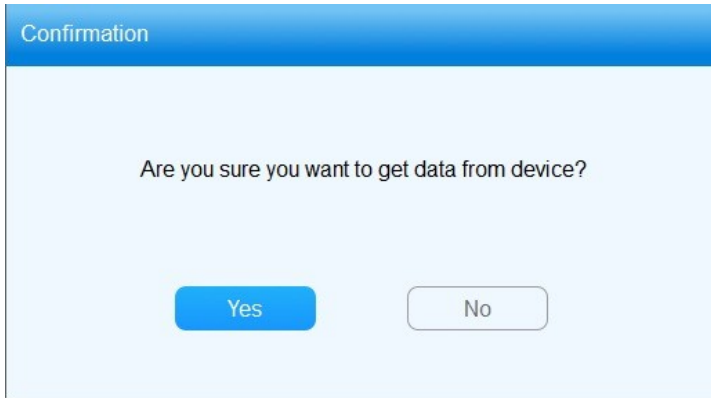 Confirmation
Are you sure you want to get data from device?
Yes
No